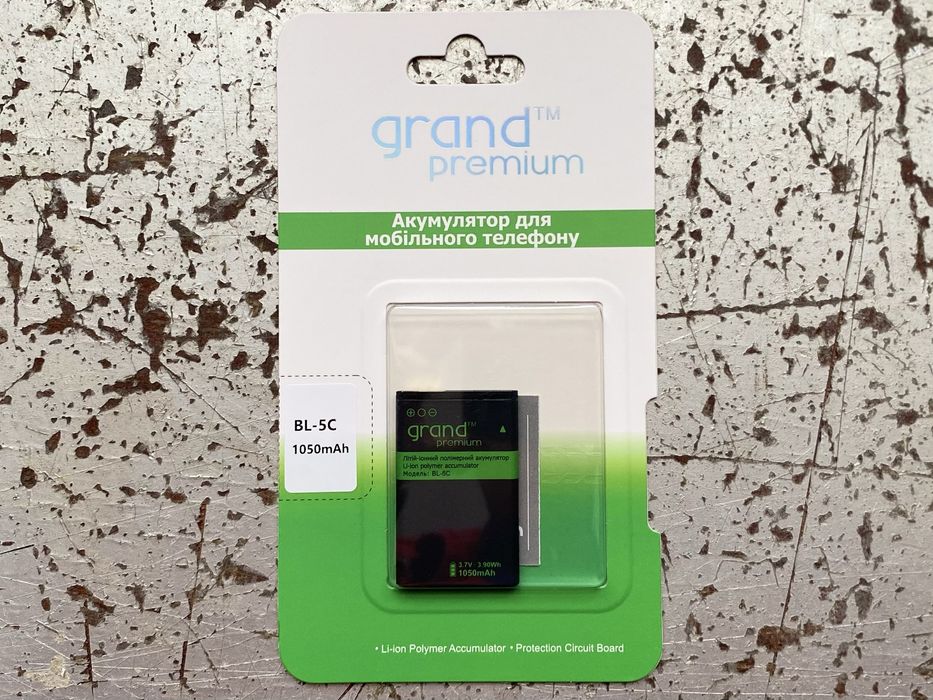 grand™
premium
Акумулятор для
мобільного телефону
BL-5C
1050mAh
grand™
premium
Літій-іонний полімерний акумулятор
Li-ion polymer accumulator
Модель: BL-5C
3.7V 3.90Wh
1050mAh
• Li-ion Polymer Accumulator • Protection Circuit Board